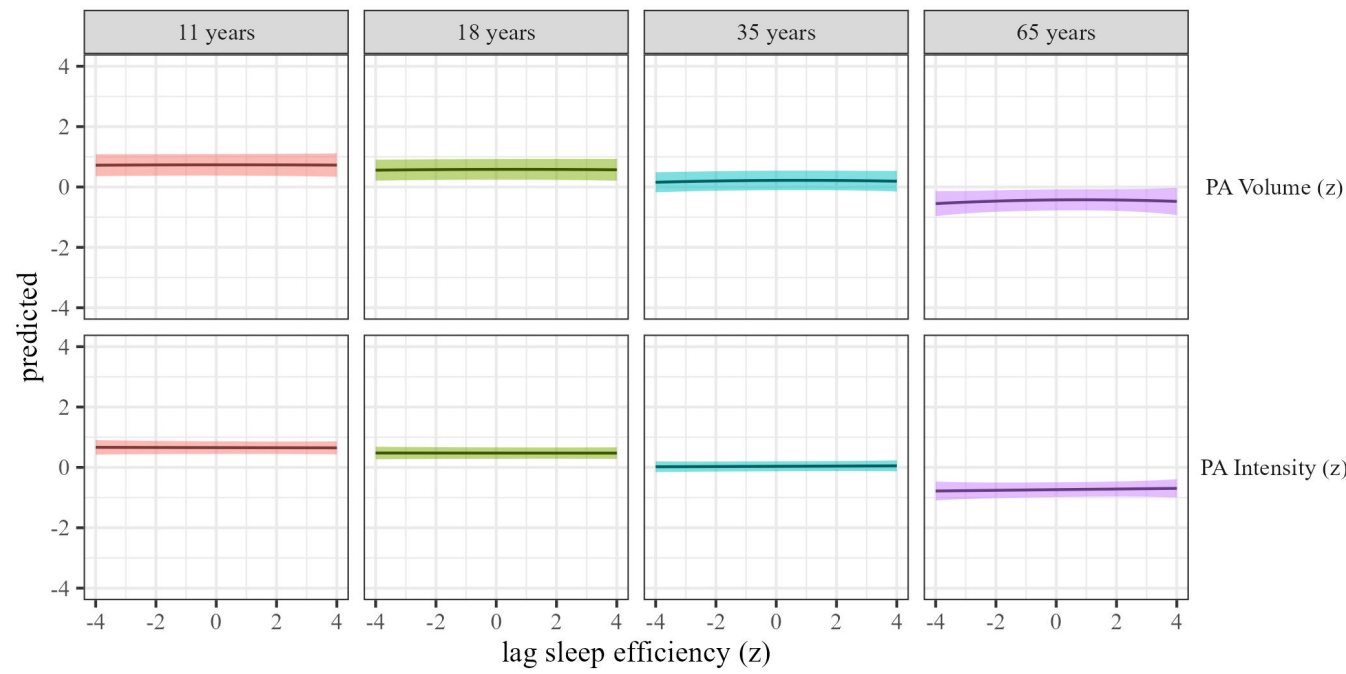 11 years 18 years 35 years 65 years
4
2
0
-2
-4
PA Volume (z)
4
2
0
-2
-4
PA Intensity (z)
predicted
-4 -2 0 2 4 -4 -2 0 2 4 -4 -2 0 2 4 -4 -2 0 2 4
lag sleep efficiency (z)